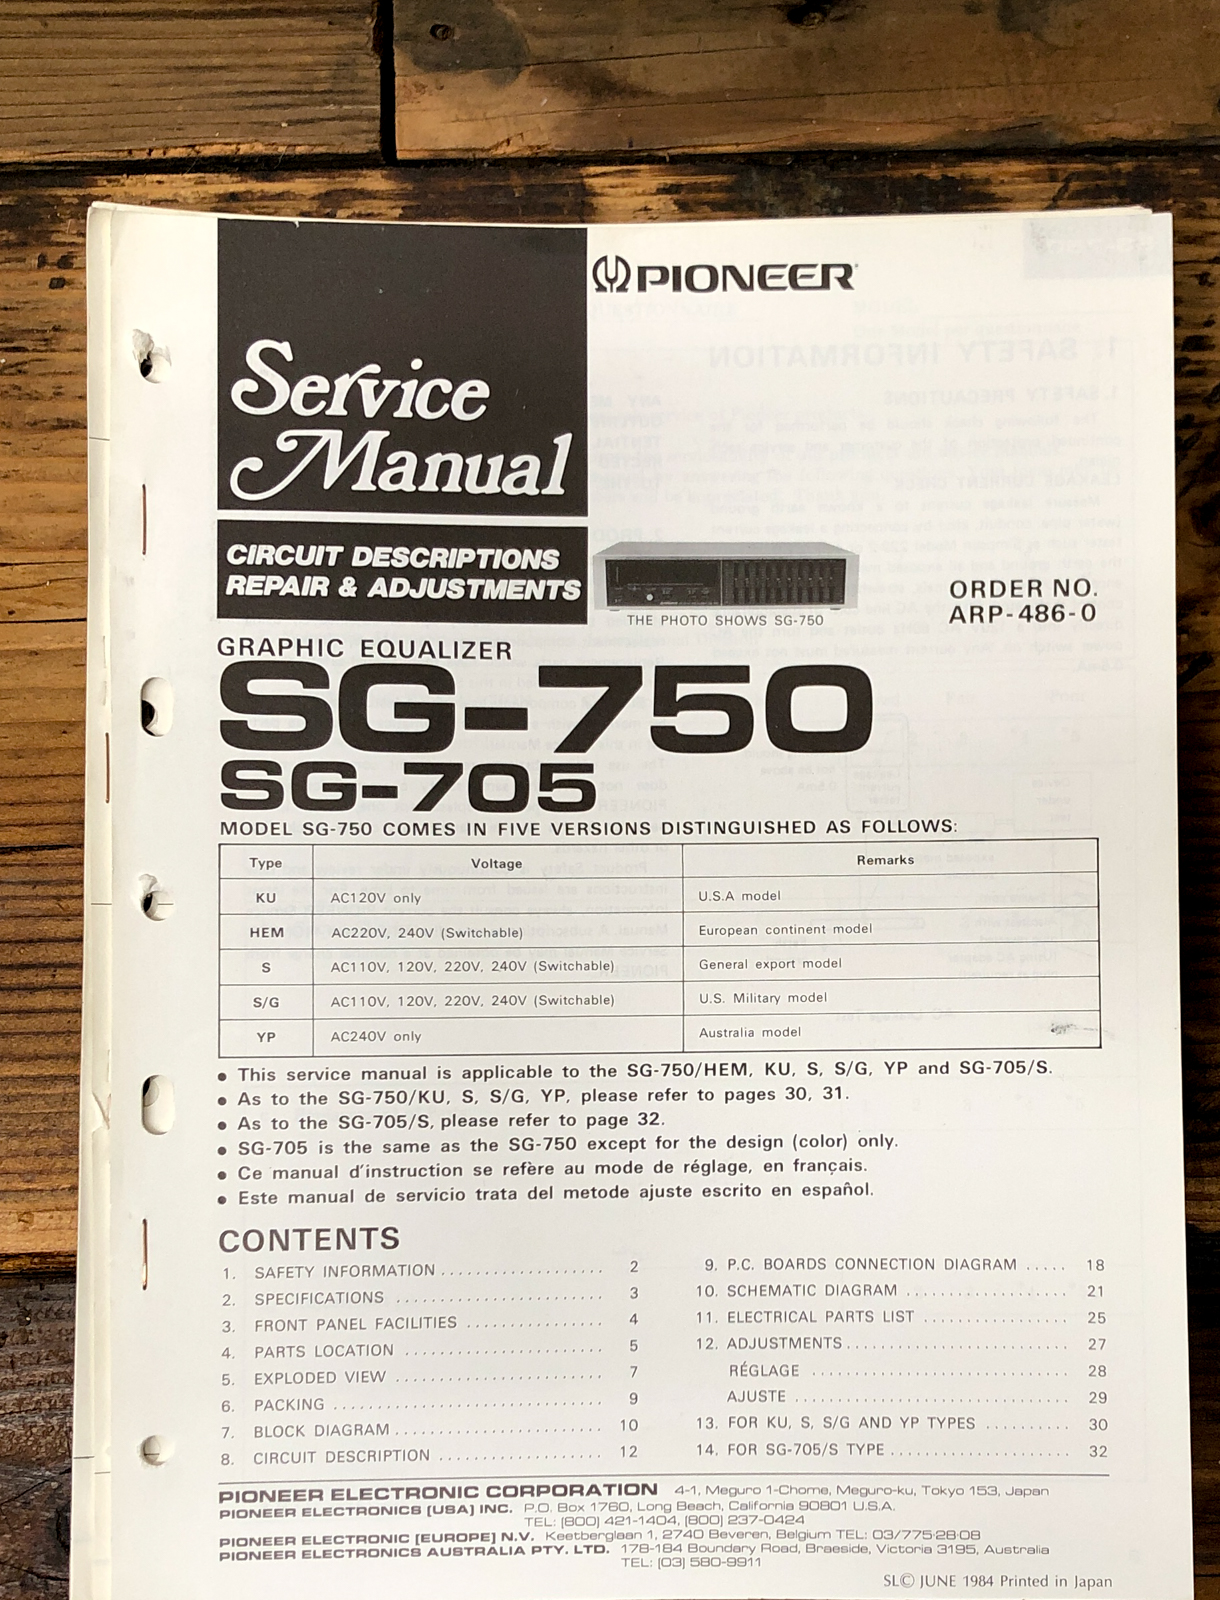 Service
Manual
PIONEER
CIRCUIT DESCRIPTIONS
REPAIR & ADJUSTMENTS
THE PHOTO SHOWS SG-750
ORDER NO.
ARP-486-0
GRAPHIC EQUALIZER
SG-750
SG-705
MODEL SG-750 COMES IN FIVE VERSIONS DISTINGUISHED AS FOLLOWS:
Type Voltage Remarks
KU AC120V only U.S.A model
HEM AC220V, 240V (Switchable) European continent model
S AC110V, 120V, 220V, 240V (Switchable) General export model
S/G AC110V, 120V, 220V, 240V (Switchable) U.S. Military model
YP AC240V only Australia model
● This service manual is applicable to the SG-750/HEM, KU, S, S/G, YP and SG-705/S.
● As to the SG-750/KU, S, S/G, YP, please refer to pages 30, 31.
● As to the SG-705/S, please refer to page 32.
● SG-705 is the same as the SG-750 except for the design (color) only.
● Ce manual d'instruction se refère au mode de réglage, en français.
● Este manual de servicio trata del metode ajuste escrito en español.
CONTENTS
1. SAFETY INFORMATION .................. 2
2. SPECIFICATIONS ........................ 3
3. FRONT PANEL FACILITIES ................ 4
4. PARTS LOCATION ....................... 5
5. EXPLODED VIEW ........................ 7
6. PACKING ............................... 9
7. BLOCK DIAGRAM ........................ 10
8. CIRCUIT DESCRIPTION ................... 12
9. P.C. BOARDS CONNECTION DIAGRAM ..... 18
10. SCHEMATIC DIAGRAM ................... 21
11. ELECTRICAL PARTS LIST ................. 25
12. ADJUSTMENTS ......................... 27
RÉGLAGE ............................. 28
AJUSTE ............................... 29
13. FOR KU, S, S/G AND YP TYPES .......... 30
14. FOR SG-705/S TYPE ..................... 32
PIONEER ELECTRONIC CORPORATION 4-1, Meguro 1-Chome, Meguro-ku, Tokyo 153, Japan
PIONEER ELECTRONICS [USA] INC. P.O. Box 1760, Long Beach, California 90801 U.S.A.
TEL: (800) 421-1404, (800) 237-0424
PIONEER ELECTRONIC [EUROPE] N.V. Keetberglaan 1, 2740 Beveren, Belgium TEL: 03/775·28·08
PIONEER ELECTRONICS AUSTRALIA PTY. LTD. 178-184 Boundary Road, Braeside, Victoria 3195, Australia
TEL: (03) 580-9911
SL© JUNE 1984 Printed in Japan